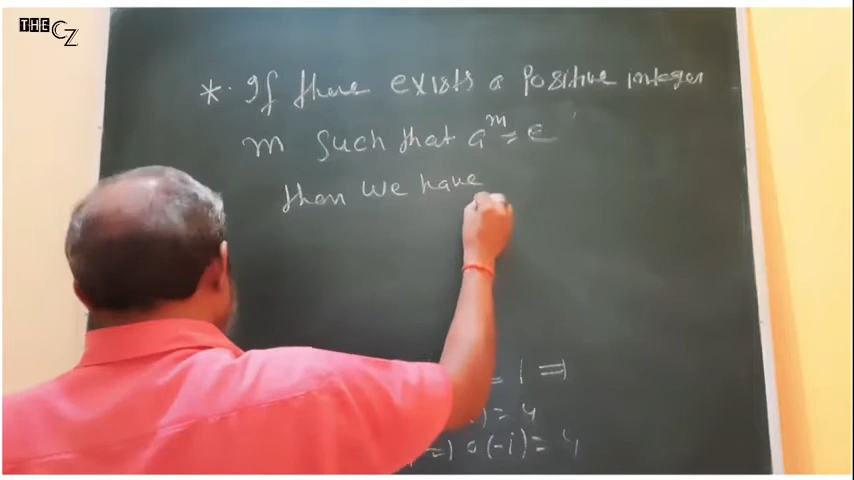 THE CZ
* If there exists a positive integer
m such that a^m = e
then we have
= 1 ⇒
) = 4
=) o(-i) = 4